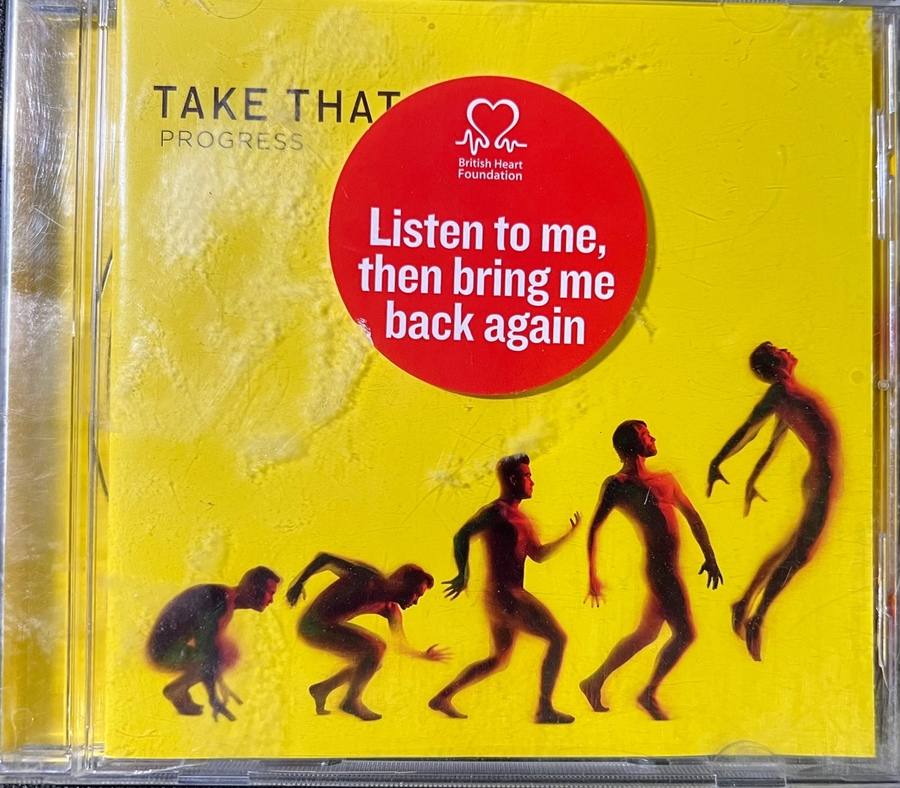 TAKE THAT
PROGRESS
British Heart
Foundation
Listen to me,
then bring me
back again